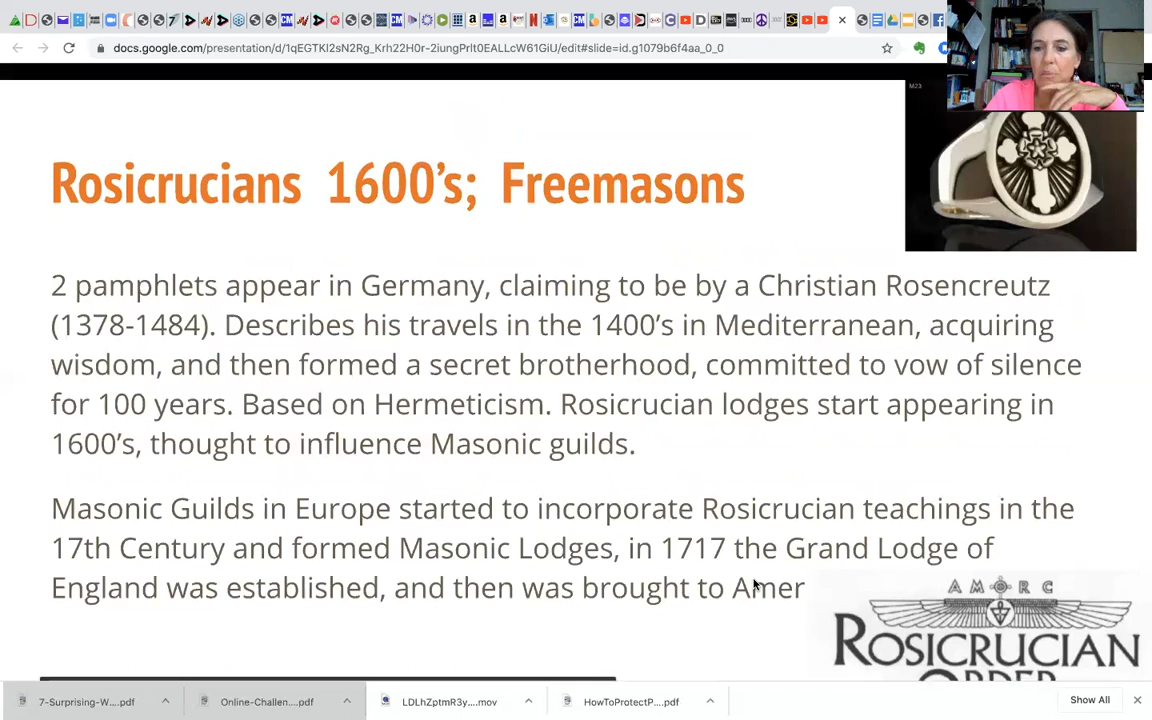 docs.google.com/presentation/d/1qEGTKI2sN2Rg_Krh22H0r-2iungPrlt0EALLcW61GiU/edit#slide=id.g1079b6f4aa_0_0
M23
Rosicrucians 1600's; Freemasons
2 pamphlets appear in Germany, claiming to be by a Christian Rosencreutz
(1378-1484). Describes his travels in the 1400's in Mediterranean, acquiring
wisdom, and then formed a secret brotherhood, committed to vow of silence
for 100 years. Based on Hermeticism. Rosicrucian lodges start appearing in
1600's, thought to influence Masonic guilds.
Masonic Guilds in Europe started to incorporate Rosicrucian teachings in the
17th Century and formed Masonic Lodges, in 1717 the Grand Lodge of
England was established, and then was brought to Amer
A M O R C
ROSICRUCIAN
ORDER
7-Surprising-W....pdf
Online-Challen....pdf
LDLhZptmR3y....mov
HowToProtectP....pdf
Show All